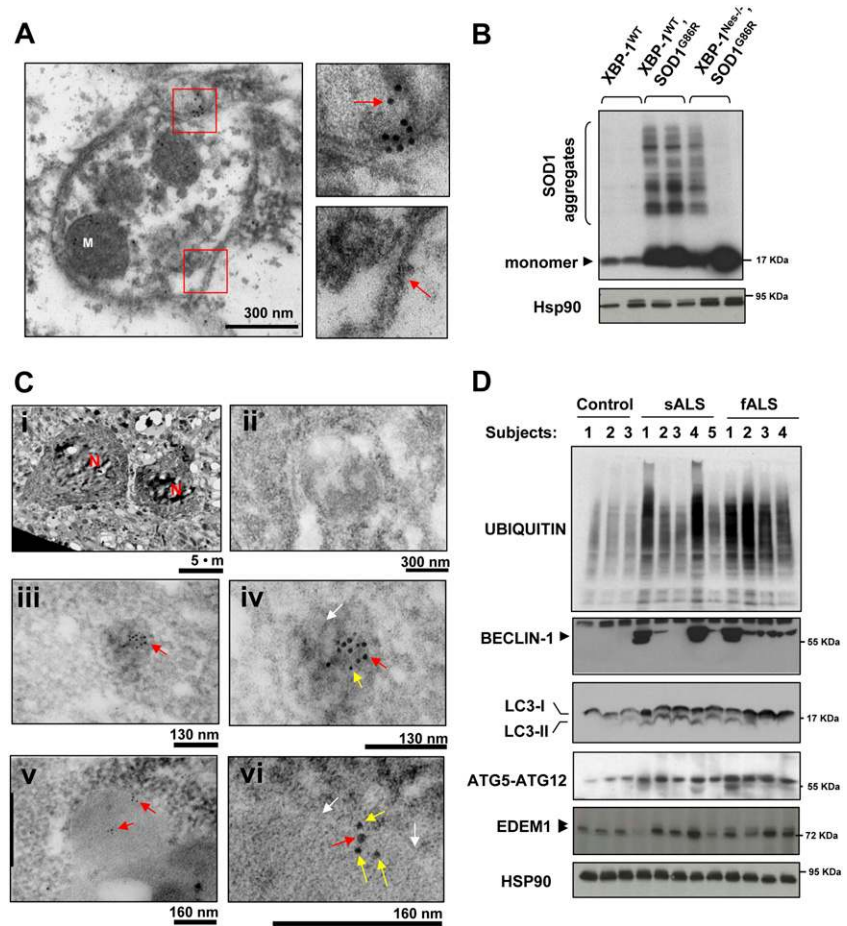 A
M
300 nm
B
XBP-1WT
XBP-1WT, SOD1G86R
XBP-1Nes-/-, SOD1G86R
SOD1 aggregates
monomer
17 KDa
95 KDa
Hsp90
C
i
N
N
5 • m
ii
300 nm
iii
130 nm
iv
130 nm
v
160 nm
vi
160 nm
D
Control sALS fALS
Subjects: 1 2 3 1 2 3 4 5 1 2 3 4
UBIQUITIN
BECLIN-1
55 KDa
LC3-I
17 KDa
LC3-II
ATG5-ATG12
55 KDa
EDEM1
72 KDa
95 KDa
HSP90